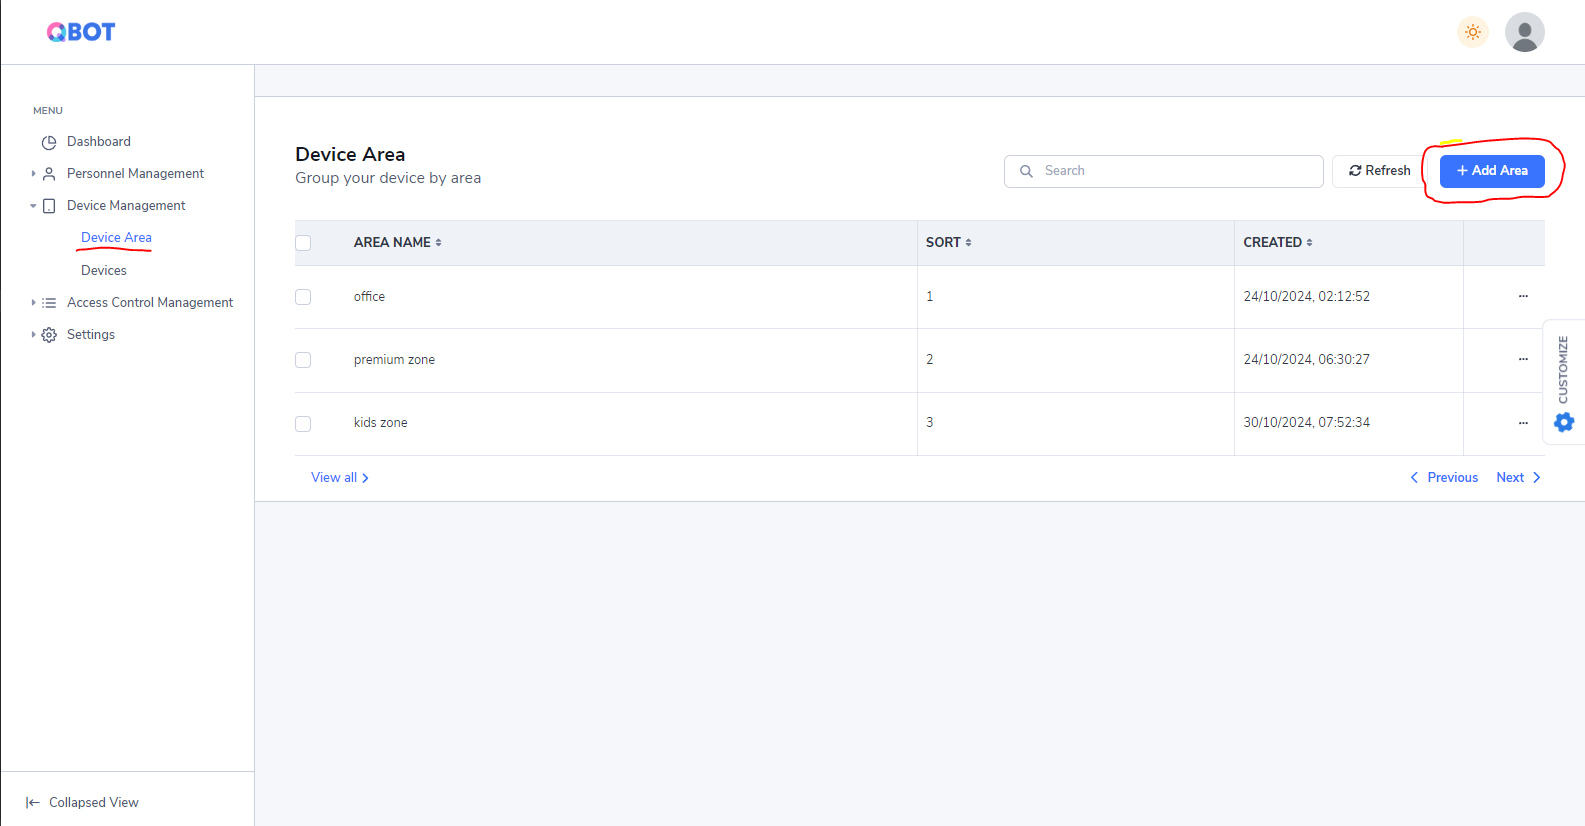 QBOT
MENU
Dashboard
Personnel Management
Device Management
Device Area
Devices
Access Control Management
Settings
Collapsed View
Device Area
Group your device by area
Search
Refresh
+ Add Area
AREA NAME SORT CREATED
office 1 24/10/2024, 02:12:52 ...
premium zone 2 24/10/2024, 06:30:27 ...
kids zone 3 30/10/2024, 07:52:34 ...
View all >
< Previous Next >
CUSTOMIZE